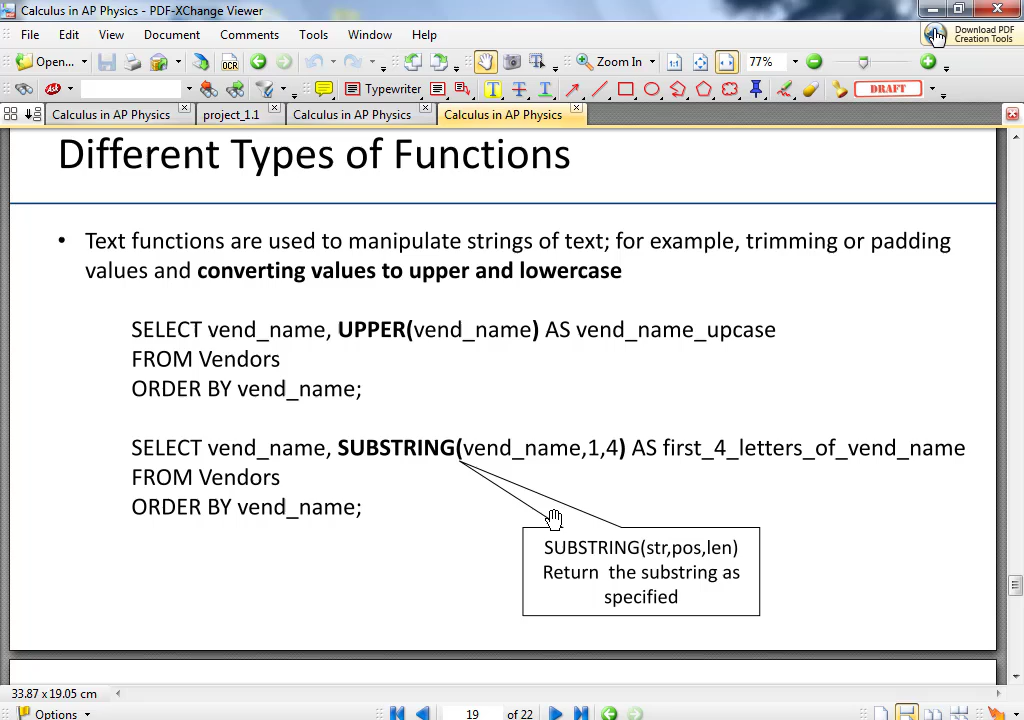 Calculus in AP Physics - PDF-XChange Viewer
File Edit View Document Comments Tools Window Help
Download PDF
Creation Tools
Open... OCR Zoom In 1:1 77%
Typewriter DRAFT
Calculus in AP Physics project_1.1 Calculus in AP Physics Calculus in AP Physics
Different Types of Functions
• Text functions are used to manipulate strings of text; for example, trimming or padding
values and converting values to upper and lowercase
SELECT vend_name, UPPER(vend_name) AS vend_name_upcase
FROM Vendors
ORDER BY vend_name;
SELECT vend_name, SUBSTRING(vend_name,1,4) AS first_4_letters_of_vend_name
FROM Vendors
ORDER BY vend_name;
SUBSTRING(str,pos,len)
Return the substring as
specified
33.87 x 19.05 cm
Options 19 of 22